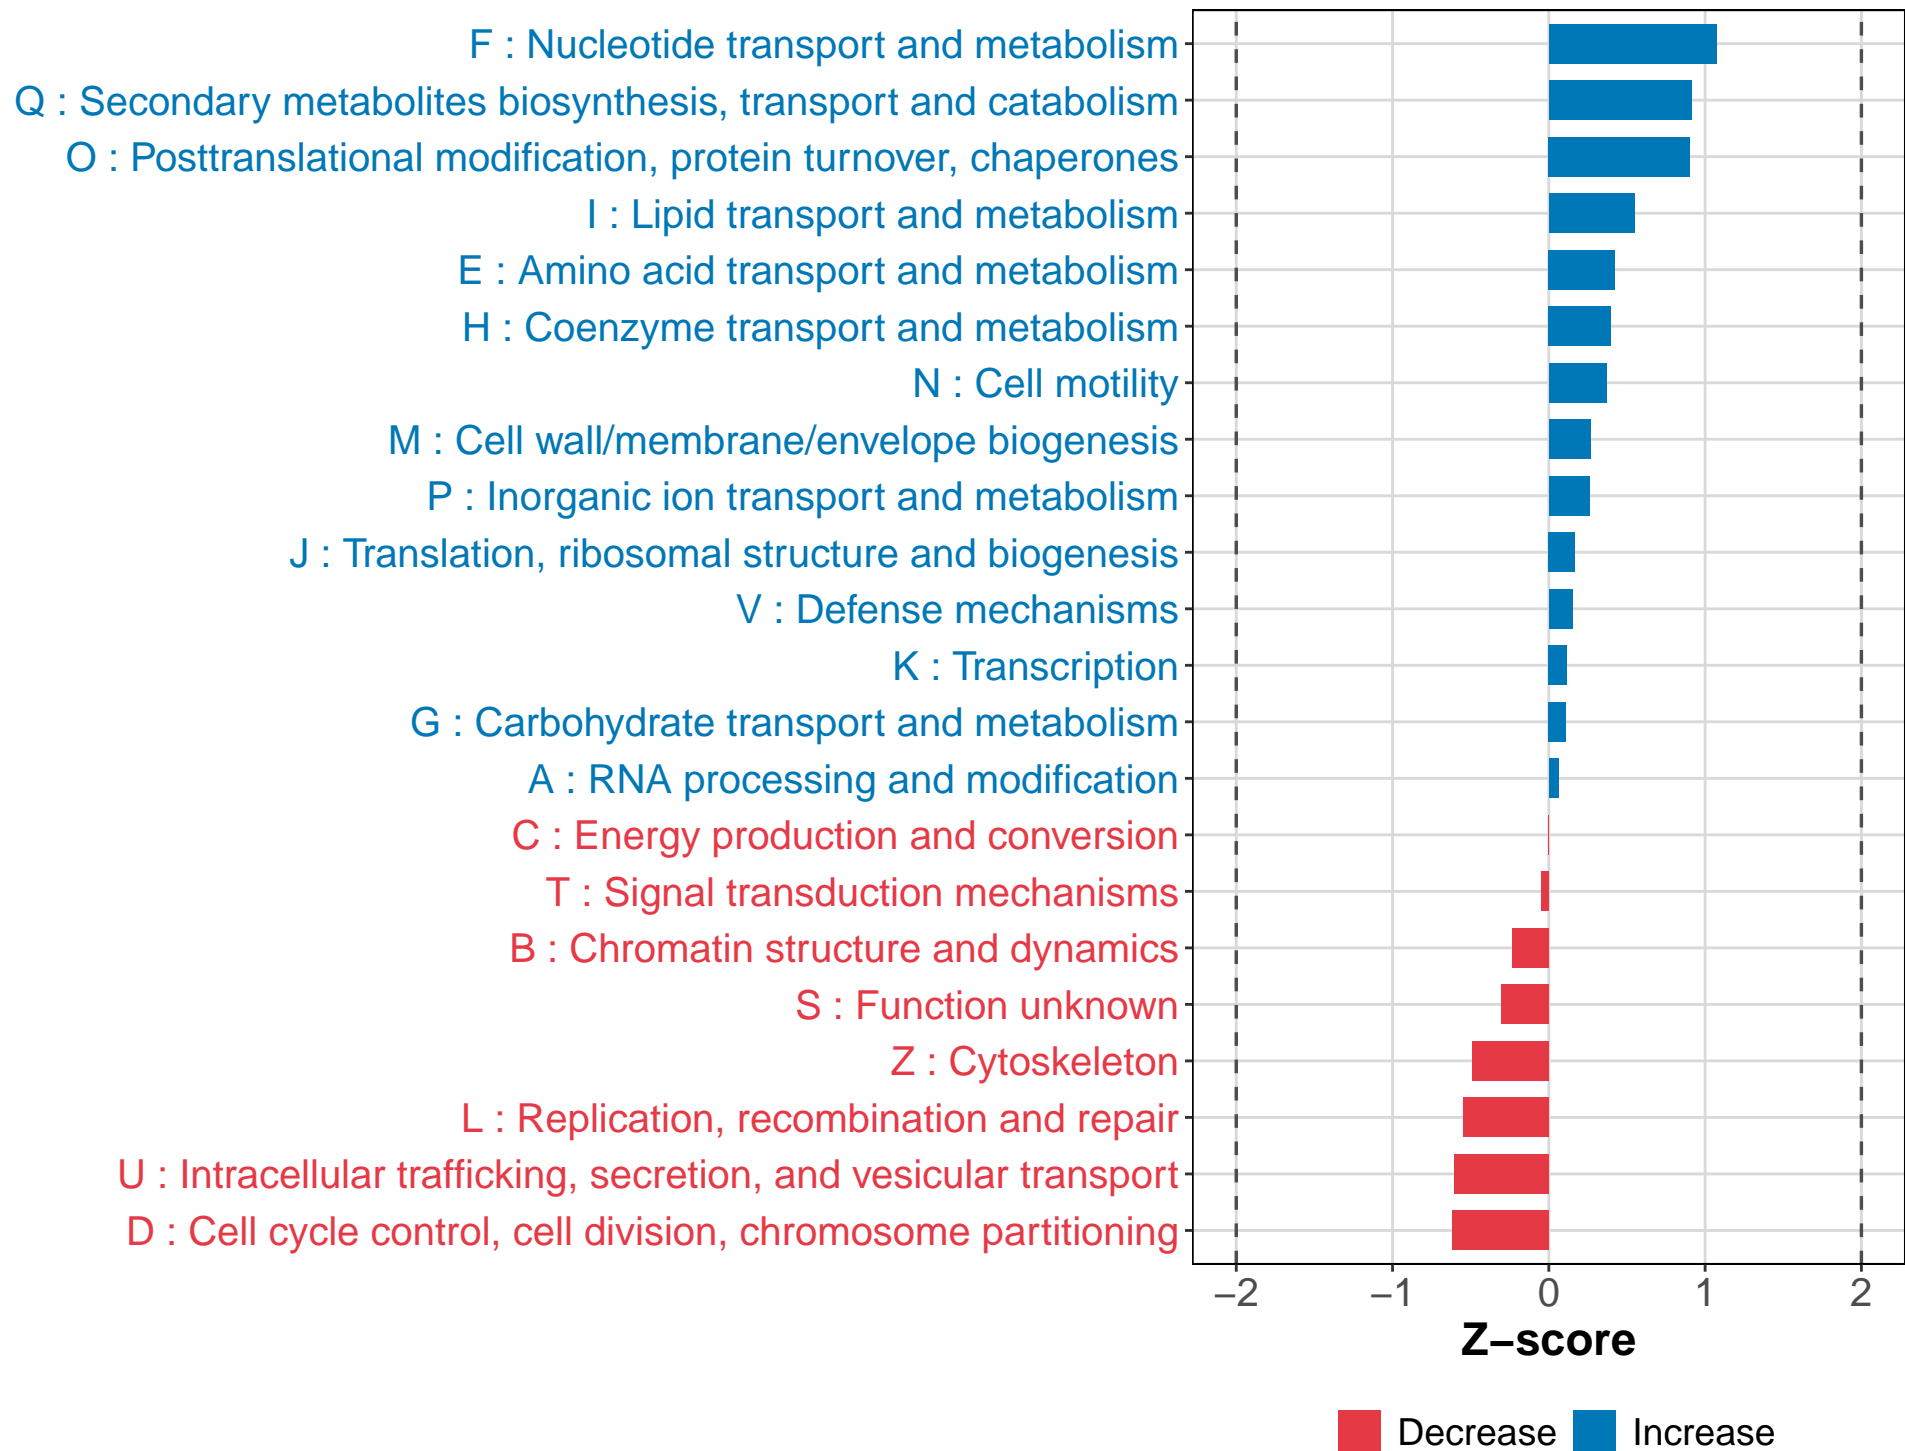 F : Nucleotide transport and metabolism
Q : Secondary metabolites biosynthesis, transport and catabolism
O : Posttranslational modification, protein turnover, chaperones
I : Lipid transport and metabolism
E : Amino acid transport and metabolism
H : Coenzyme transport and metabolism
N : Cell motility
M : Cell wall/membrane/envelope biogenesis
P : Inorganic ion transport and metabolism
J : Translation, ribosomal structure and biogenesis
V : Defense mechanisms
K : Transcription
G : Carbohydrate transport and metabolism
A : RNA processing and modification
C : Energy production and conversion
T : Signal transduction mechanisms
B : Chromatin structure and dynamics
S : Function unknown
Z : Cytoskeleton
L : Replication, recombination and repair
U : Intracellular trafficking, secretion, and vesicular transport
D : Cell cycle control, cell division, chromosome partitioning
−2 −1 0 1 2
Z−score
Decrease Increase